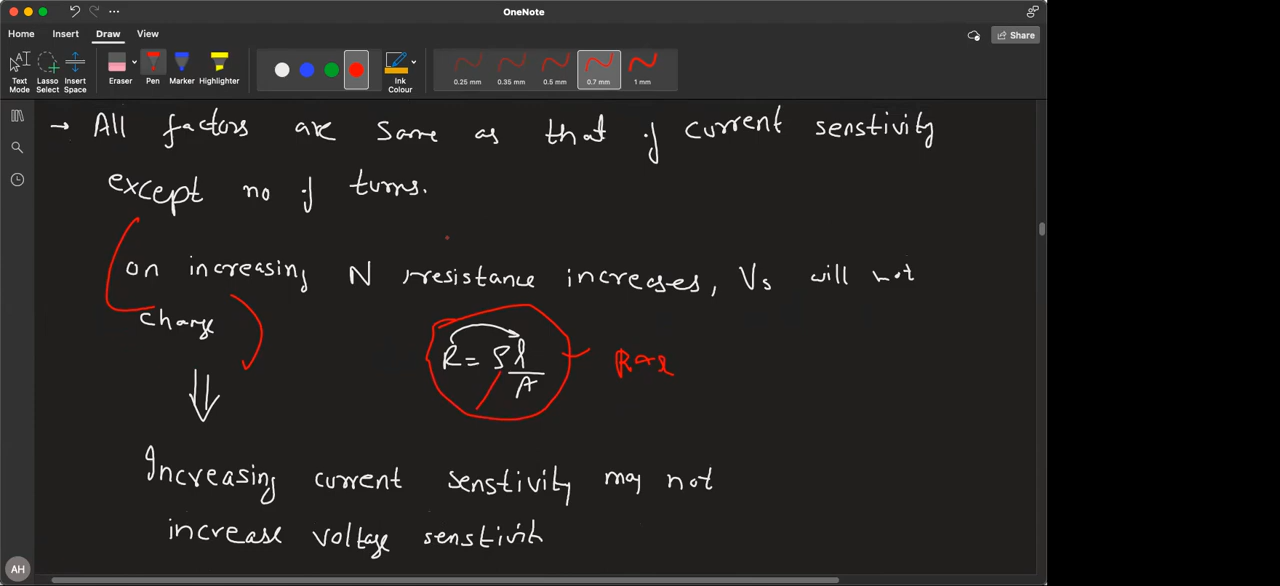 OneNote
Home Insert Draw View
Share
Text Mode Lasso Select Insert Space Eraser Pen Marker Highlighter Ink Colour 0.25 mm 0.35 mm 0.5 mm 0.7 mm 1 mm
→ All factors are same as that of current senstivity
except no of turns.
on increasing N resistance increases, Vs will not
change
R = ρl/A
R∝l
Increasing current senstivity may not
increase voltage senstivit
AH